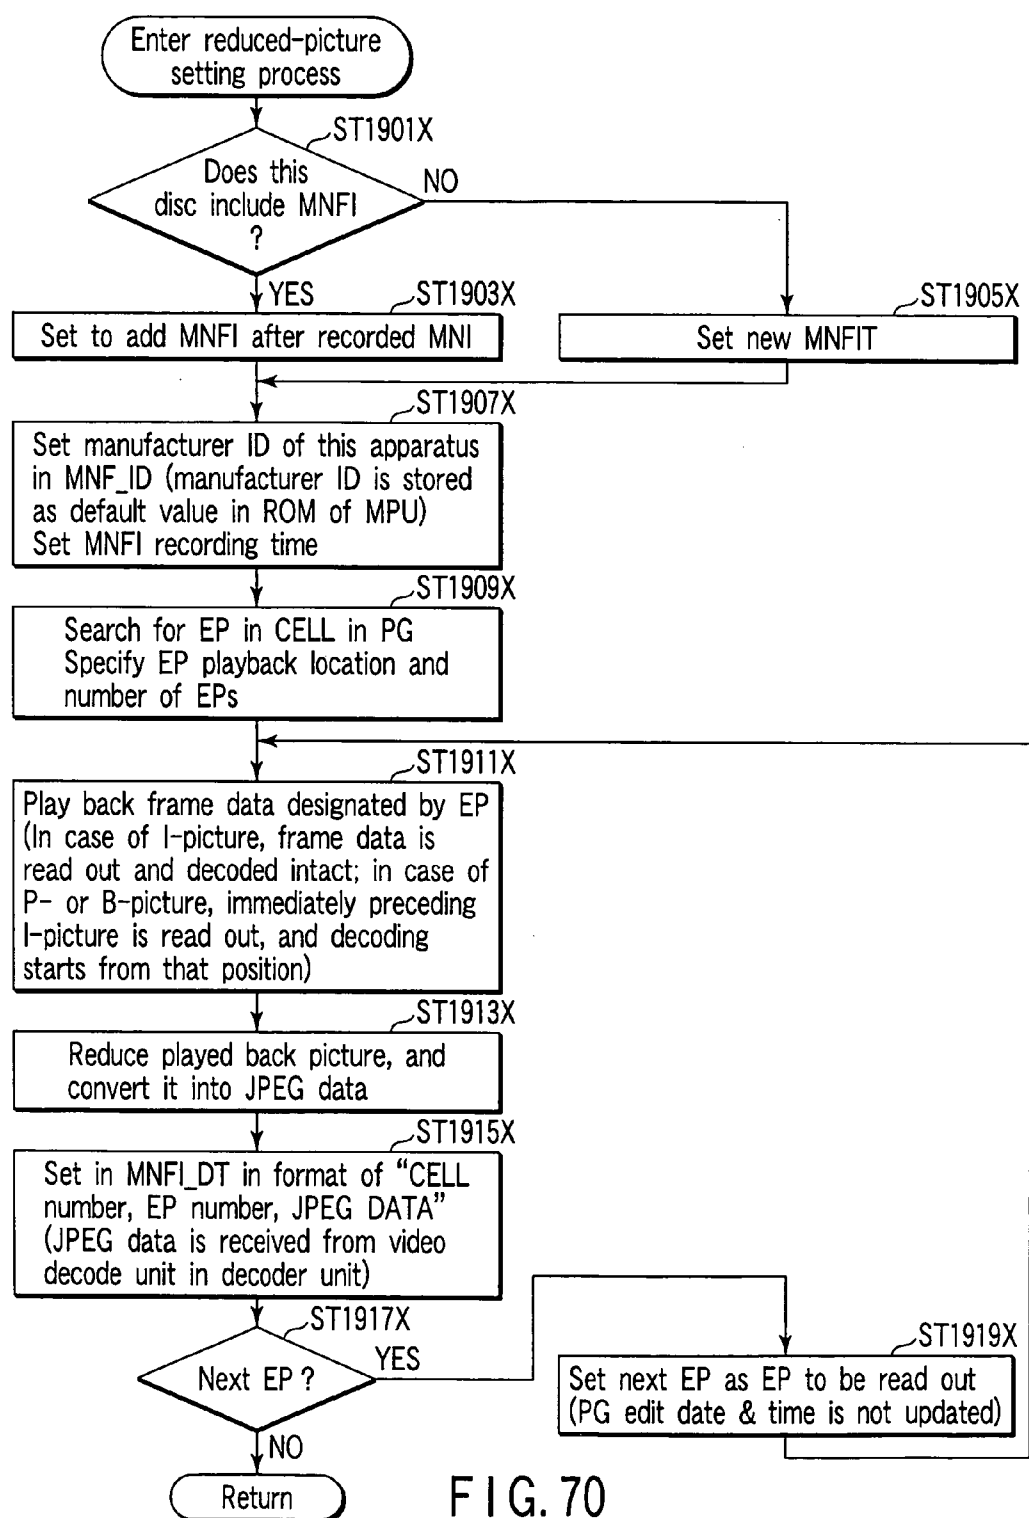 Enter reduced-picture
setting process
ST1901X
Does this
disc include MNFI
?
NO
YES
ST1903X
Set to add MNFI after recorded MNI
ST1905X
Set new MNFIT
ST1907X
Set manufacturer ID of this apparatus
in MNF_ID (manufacturer ID is stored
as default value in ROM of MPU)
Set MNFI recording time
ST1909X
Search for EP in CELL in PG
Specify EP playback location and
number of EPs
ST1911X
Play back frame data designated by EP
(In case of I-picture, frame data is
read out and decoded intact; in case of
P- or B-picture, immediately preceding
I-picture is read out, and decoding
starts from that position)
ST1913X
Reduce played back picture, and
convert it into JPEG data
ST1915X
Set in MNFI_DT in format of “CELL
number, EP number, JPEG DATA”
(JPEG data is received from video
decode unit in decoder unit)
ST1917X
Next EP ?
YES
ST1919X
Set next EP as EP to be read out
(PG edit date & time is not updated)
NO
Return
FIG. 70